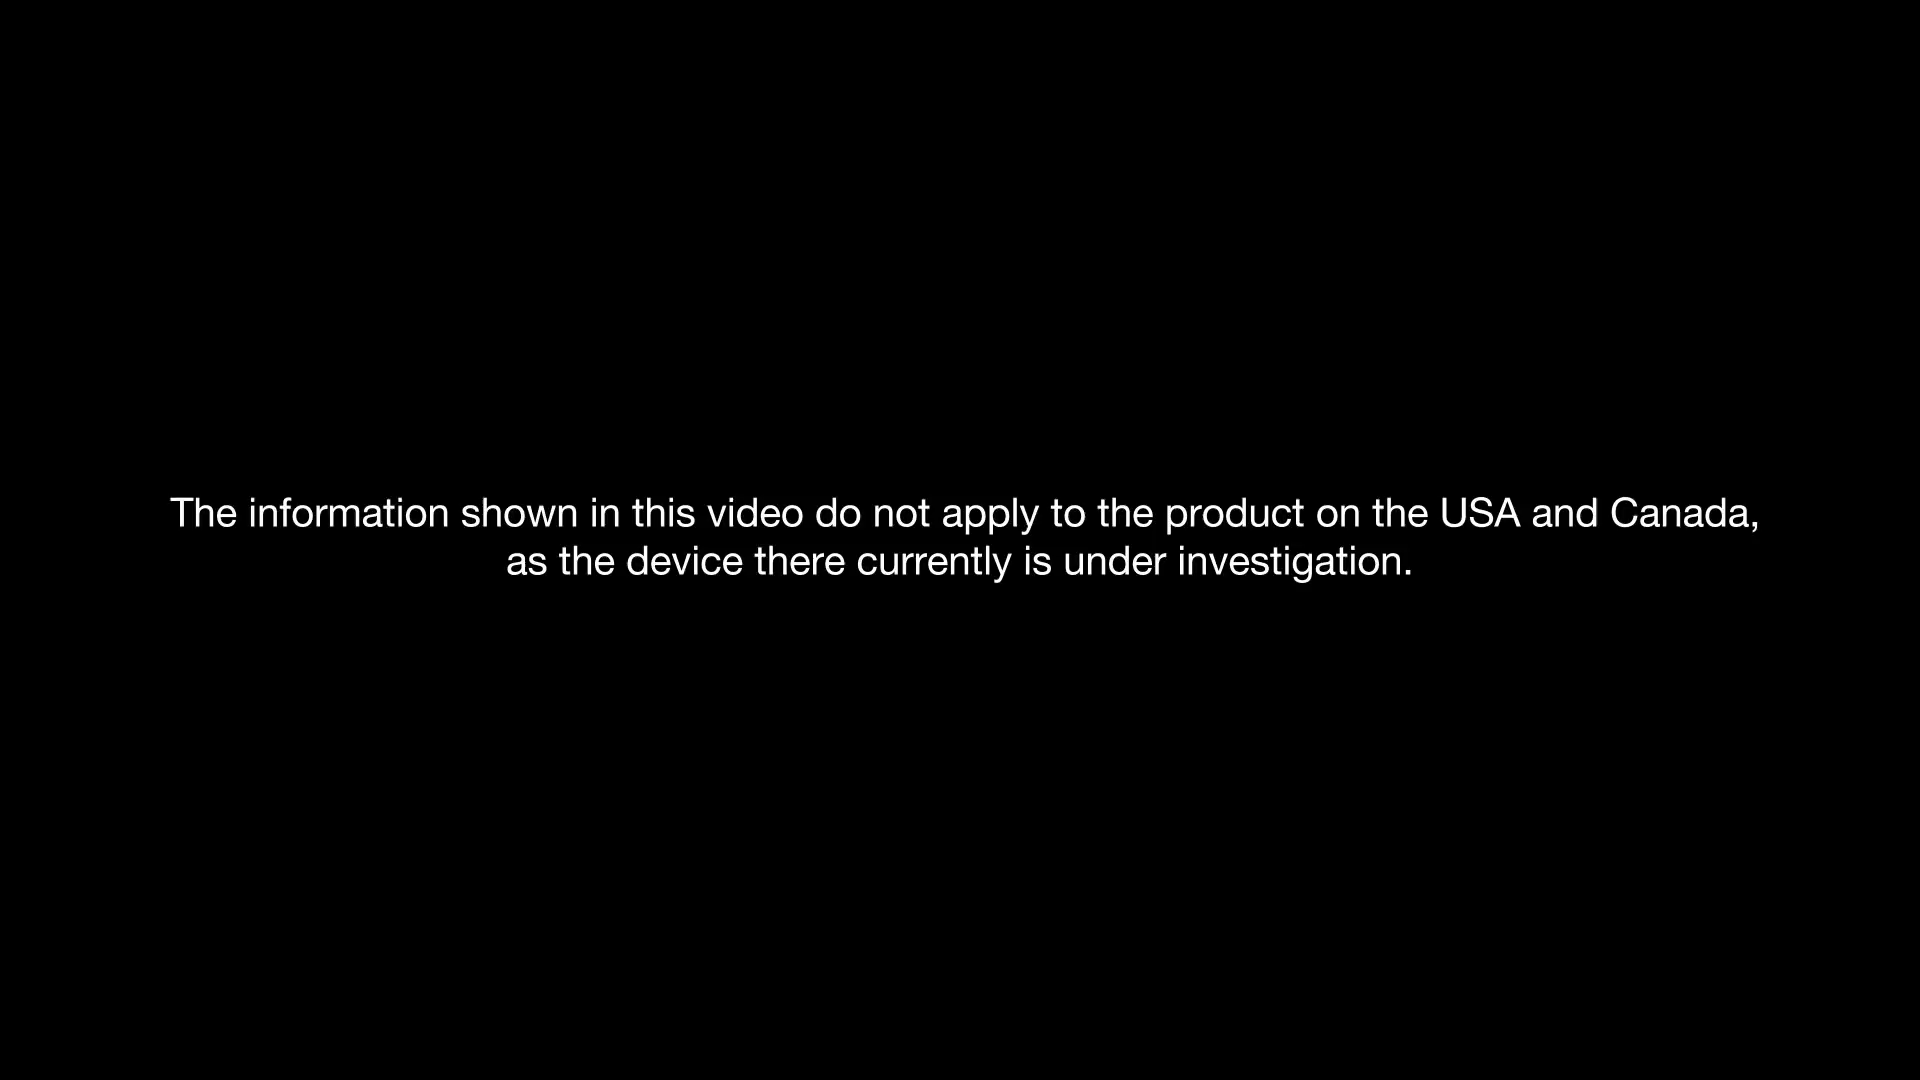 The information shown in this video do not apply to the product on the USA and Canada,
as the device there currently is under investigation.